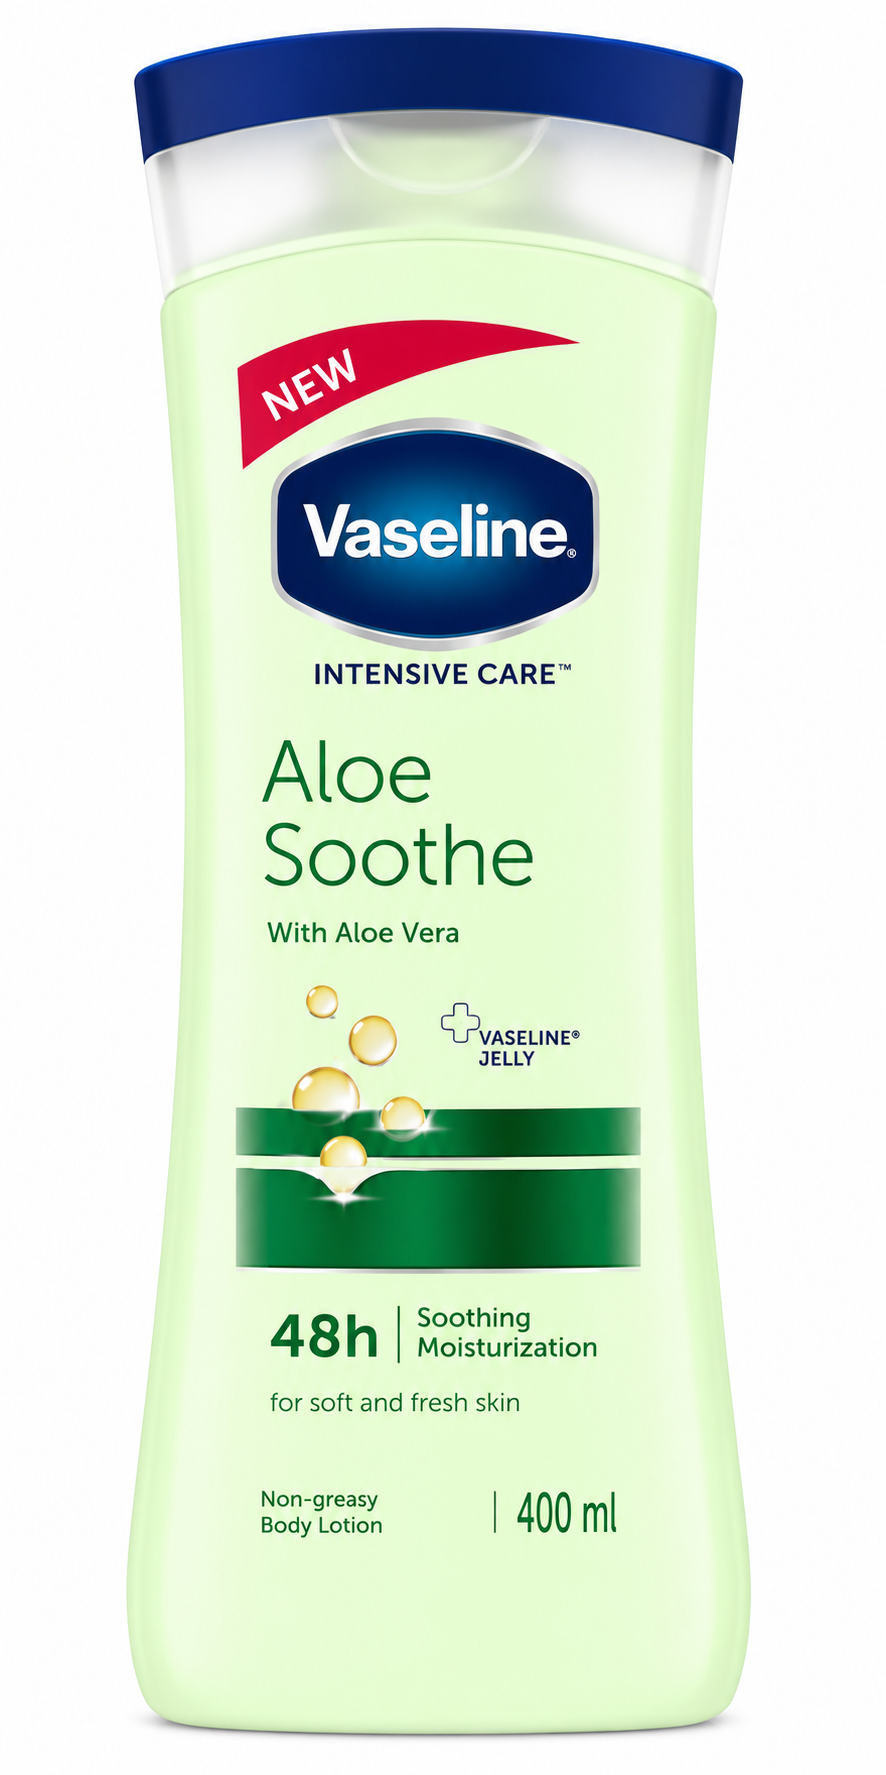 NEW
Vaseline®
INTENSIVE CARE™
Aloe
Soothe
With Aloe Vera
VASELINE®
JELLY
48h
Soothing
Moisturization
for soft and fresh skin
Non-greasy
Body Lotion
400 ml